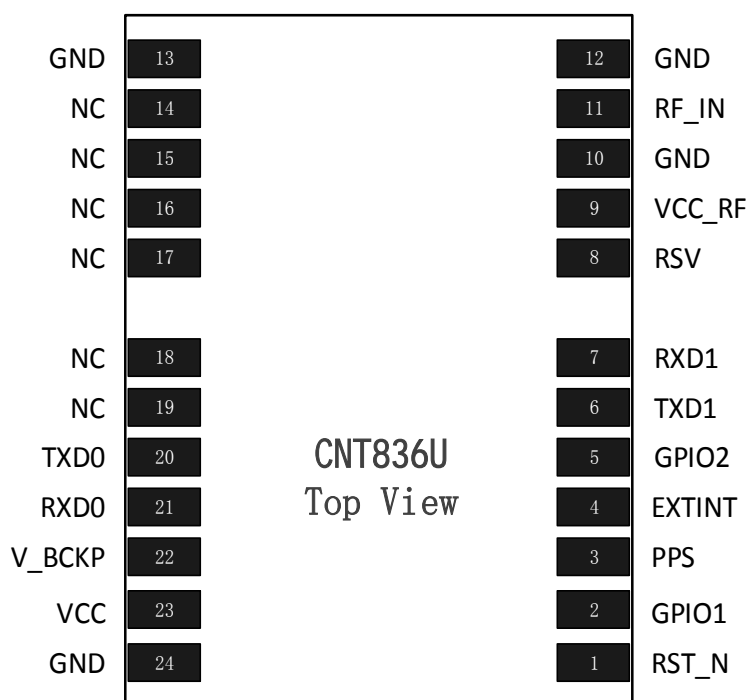 GND 13 12 GND
NC 14 11 RF_IN
NC 15 10 GND
NC 16 9 VCC_RF
NC 17 8 RSV
NC 18 7 RXD1
NC 19 6 TXD1
TXD0 20 5 GPIO2
CNT836U
RXD0 21 4 EXTINT
Top View
V_BCKP 22 3 PPS
VCC 23 2 GPIO1
GND 24 1 RST_N